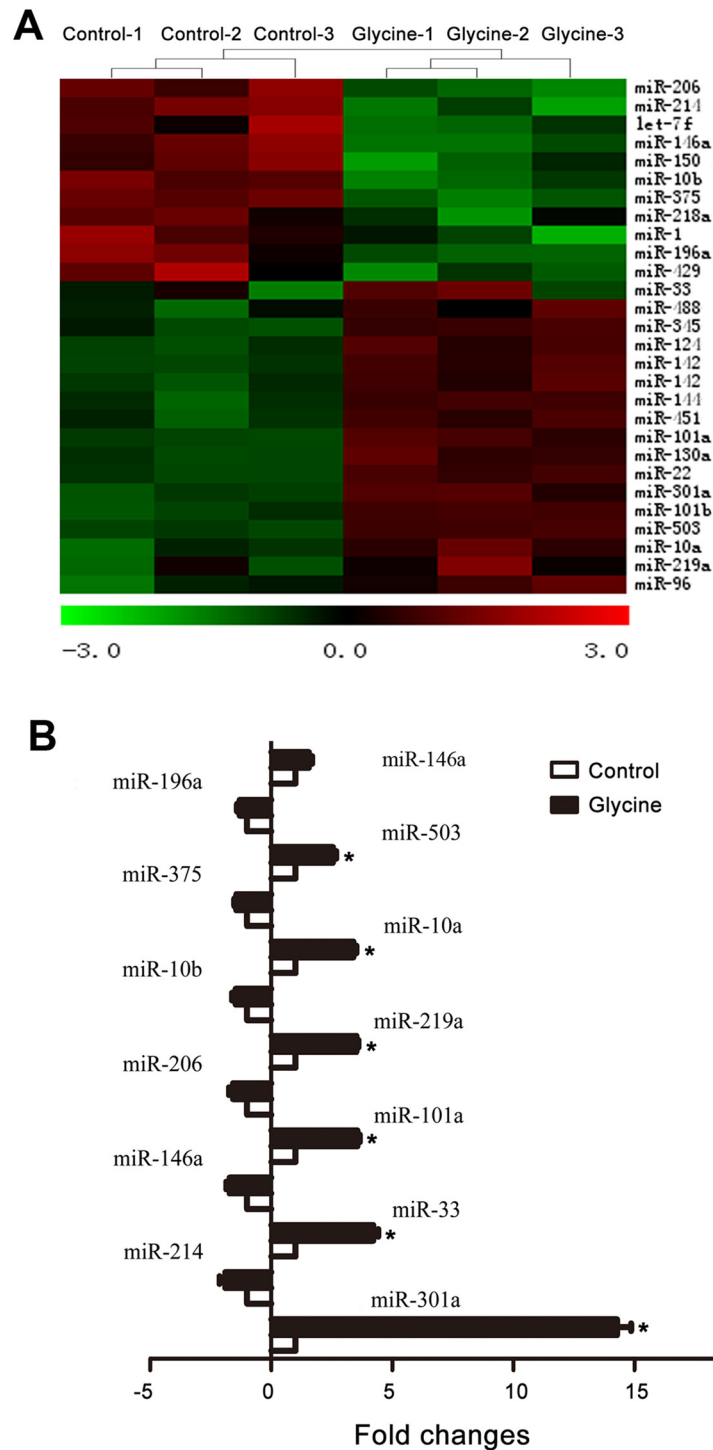 A
Control-1 Control-2 Control-3 Glycine-1 Glycine-2 Glycine-3
miR-206
miR-214
let-7f
miR-146a
miR-150
miR-10b
miR-375
miR-218a
miR-1
miR-196a
miR-429
miR-33
miR-488
miR-345
miR-124
miR-142
miR-142
miR-144
miR-451
miR-101a
miR-130a
miR-22
miR-301a
miR-101b
miR-503
miR-10a
miR-219a
miR-96
-3.0 0.0 3.0
B
miR-146a
miR-196a
Control
Glycine
miR-503
*
miR-375
miR-10a
*
miR-10b
miR-219a
*
miR-206
miR-101a
*
miR-146a
miR-33
*
miR-214
miR-301a
*
-5 0 5 10 15
Fold changes